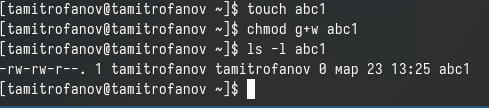 [tamitrofanov@tamitrofanov ~]$ touch abc1
[tamitrofanov@tamitrofanov ~]$ chmod g+w abc1
[tamitrofanov@tamitrofanov ~]$ ls -l abc1
-rw-rw-r--. 1 tamitrofanov tamitrofanov 0 мар 23 13:25 abc1
[tamitrofanov@tamitrofanov ~]$